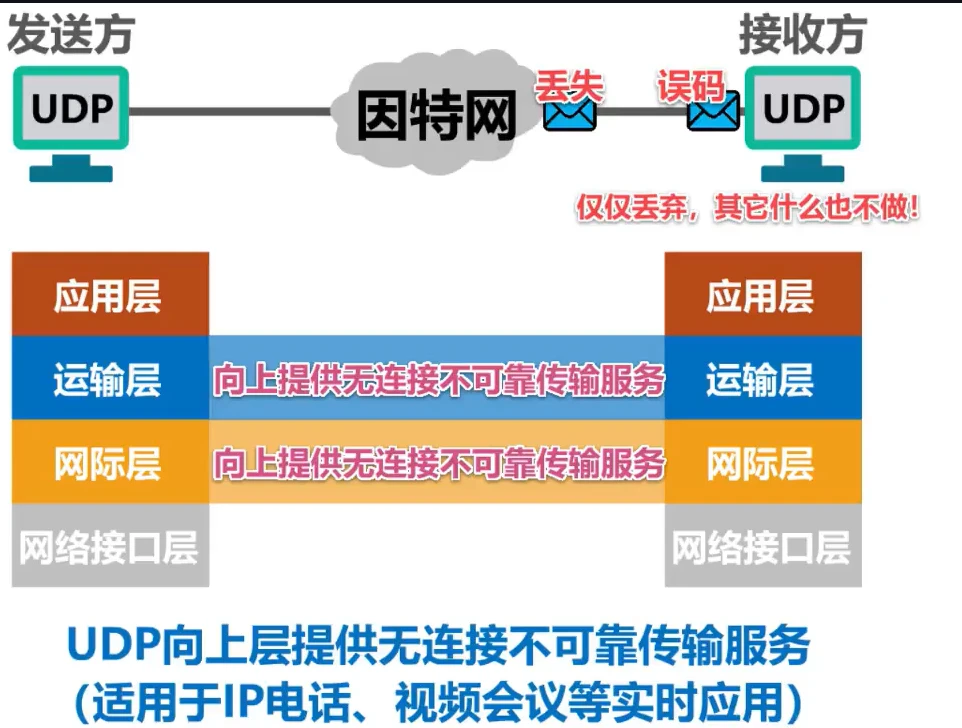 发送方
接收方
UDP
因特网
丢失
误码
UDP
仅仅丢弃，其它什么也不做！
应用层
应用层
运输层
向上提供无连接不可靠传输服务
运输层
网际层
向上提供无连接不可靠传输服务
网际层
网络接口层
网络接口层
UDP向上层提供无连接不可靠传输服务
（适用于IP电话、视频会议等实时应用）